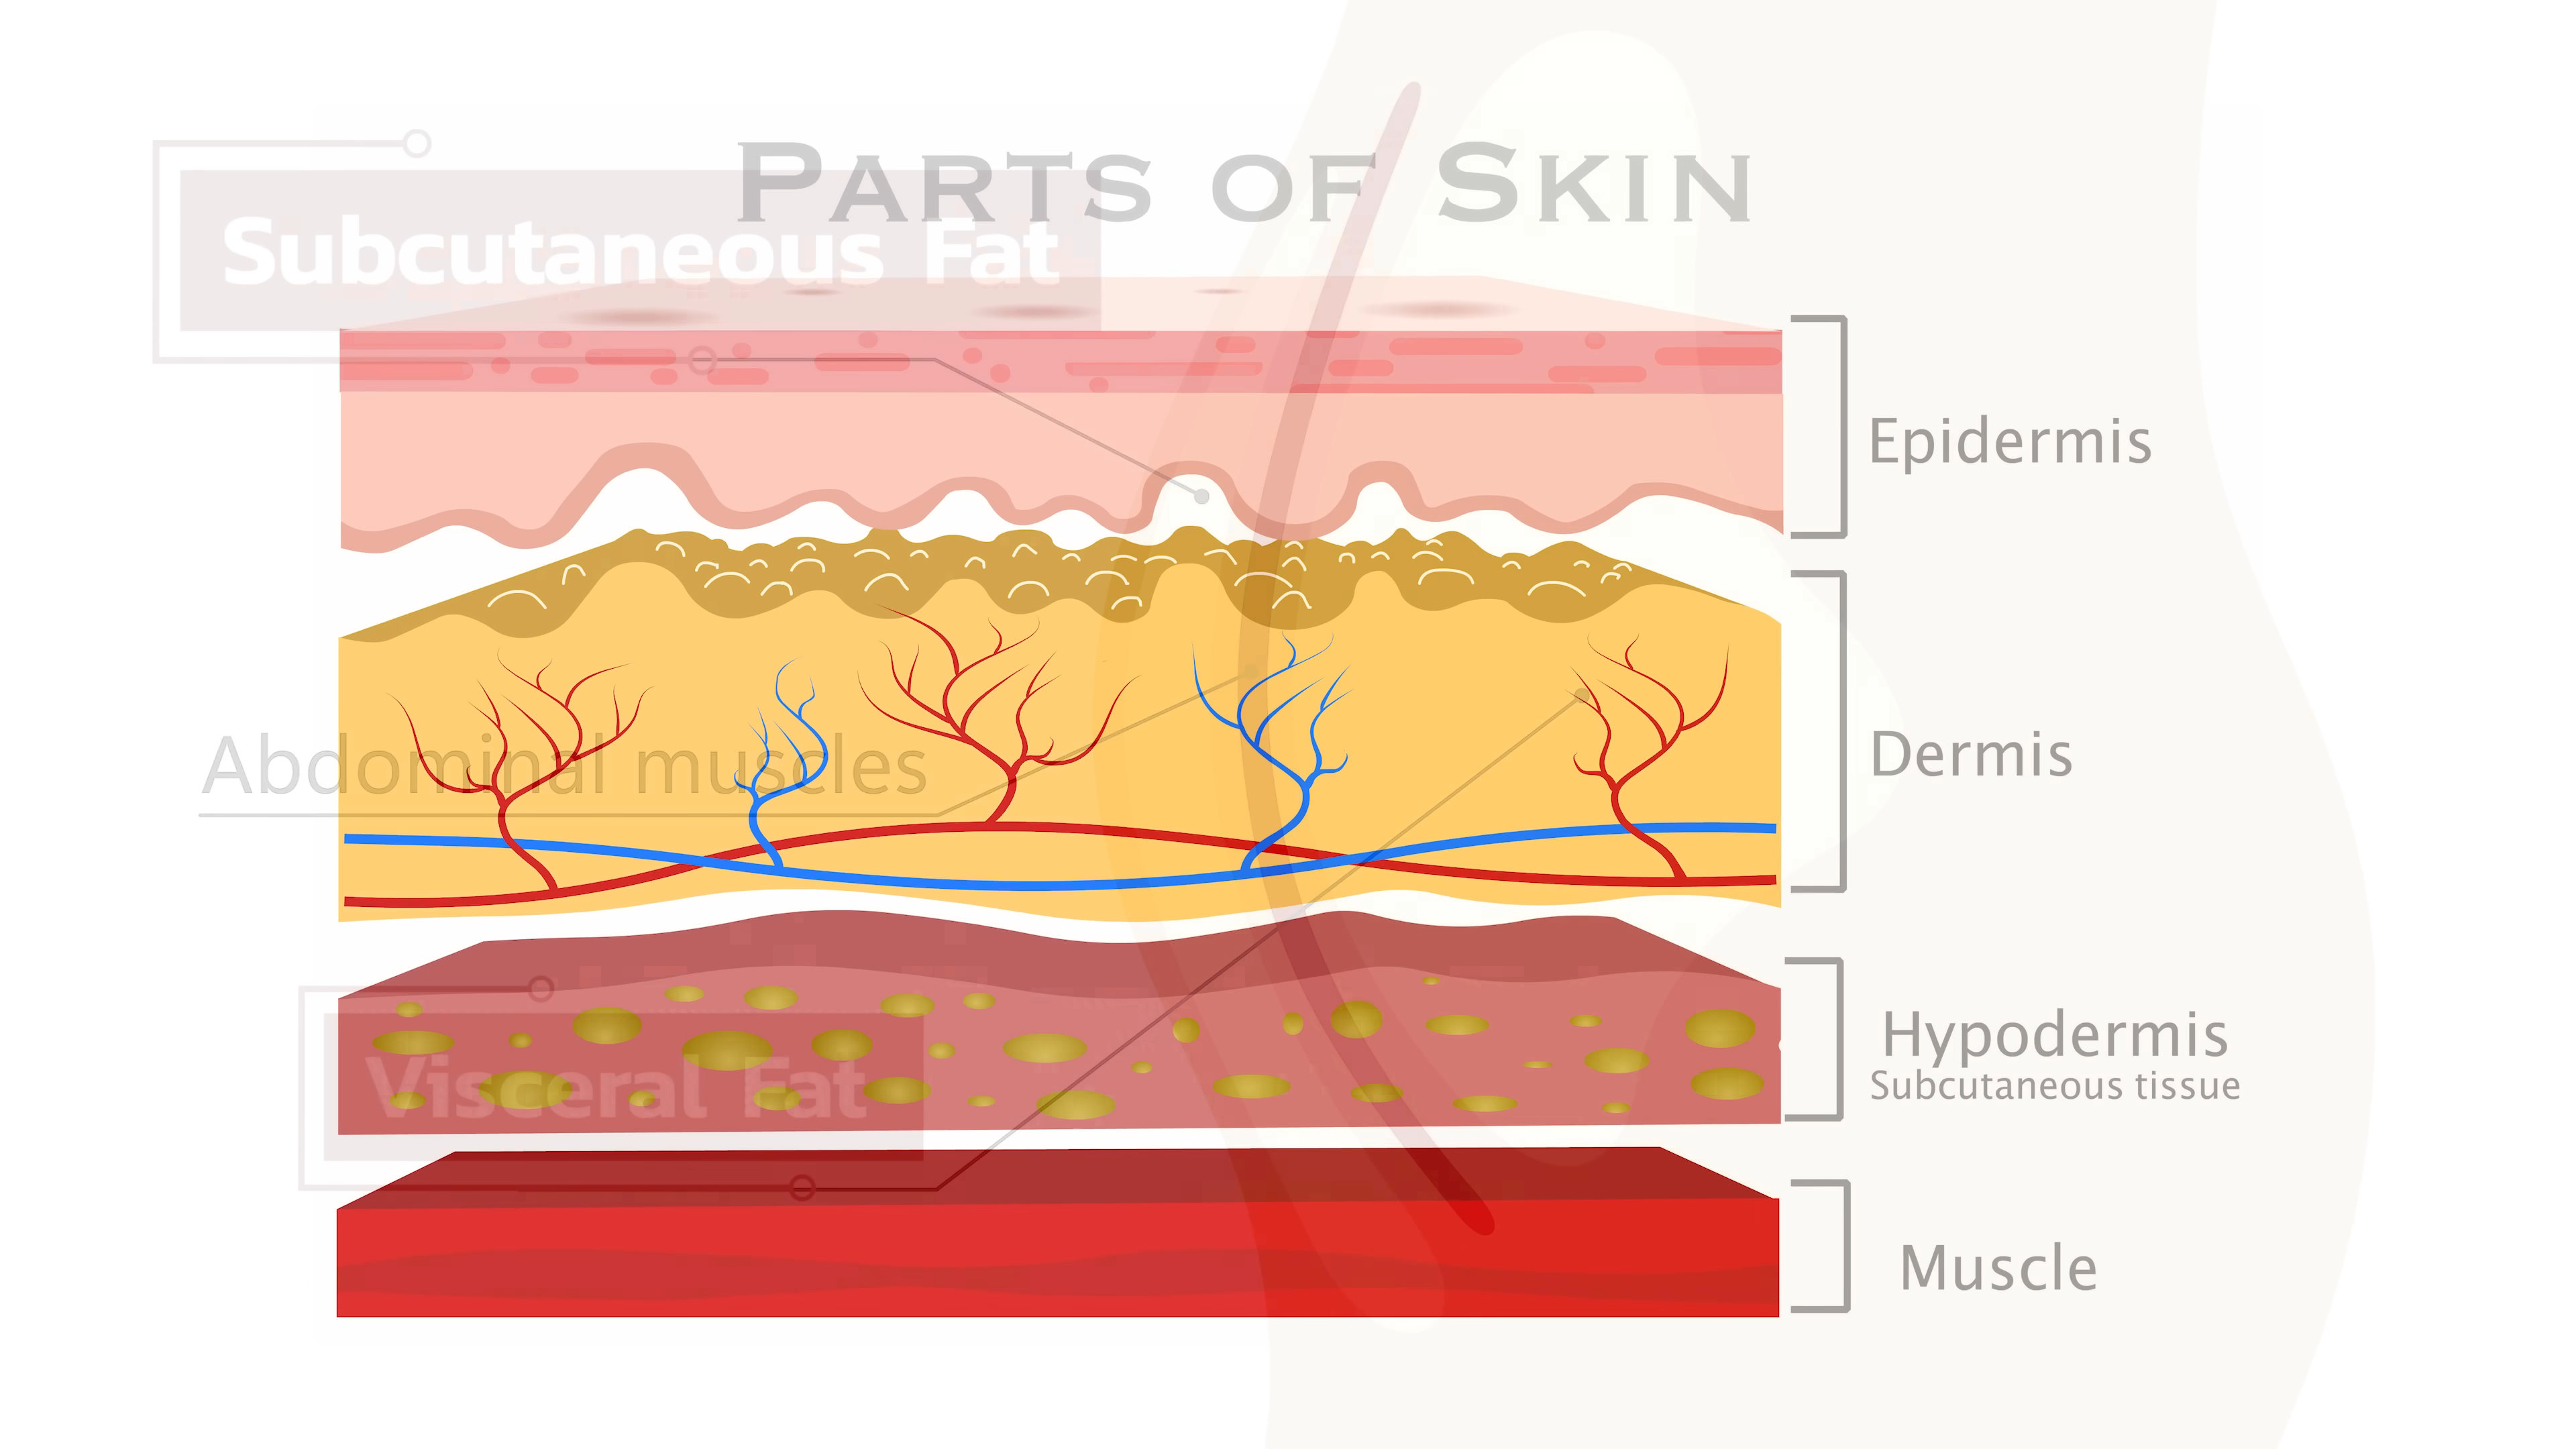 Parts of Skin
Subcutaneous Fat
Epidermis
Dermis
Abdominal muscles
Hypodermis
Subcutaneous tissue
Visceral Fat
Muscle